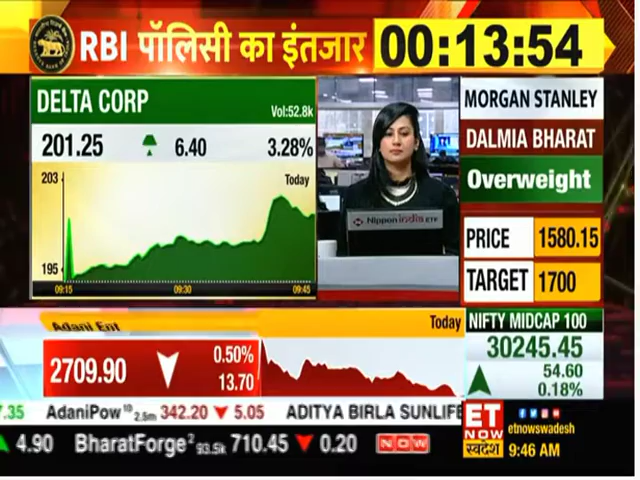 RBI पॉलिसी का इंतजार 00:13:54
DELTA CORP
Vol:52.8k
201.25 6.40 3.28%
203
Today
195
09:15 09:30 09:45
Nippon india ETF
MORGAN STANLEY
DALMIA BHARAT
Overweight
PRICE 1580.15
TARGET 1700
Adani Ent Today
2709.90 0.50%
13.70
NIFTY MIDCAP 100
30245.45
54.60
0.18%
7.35 AdaniPow 2.5m 342.20 5.05 ADITYA BIRLA SUNLIFE
4.90 BharatForge 93.5k 710.45 0.20 NOW
ET
NOW
स्वदेश
etnowswadesh
9:46 AM